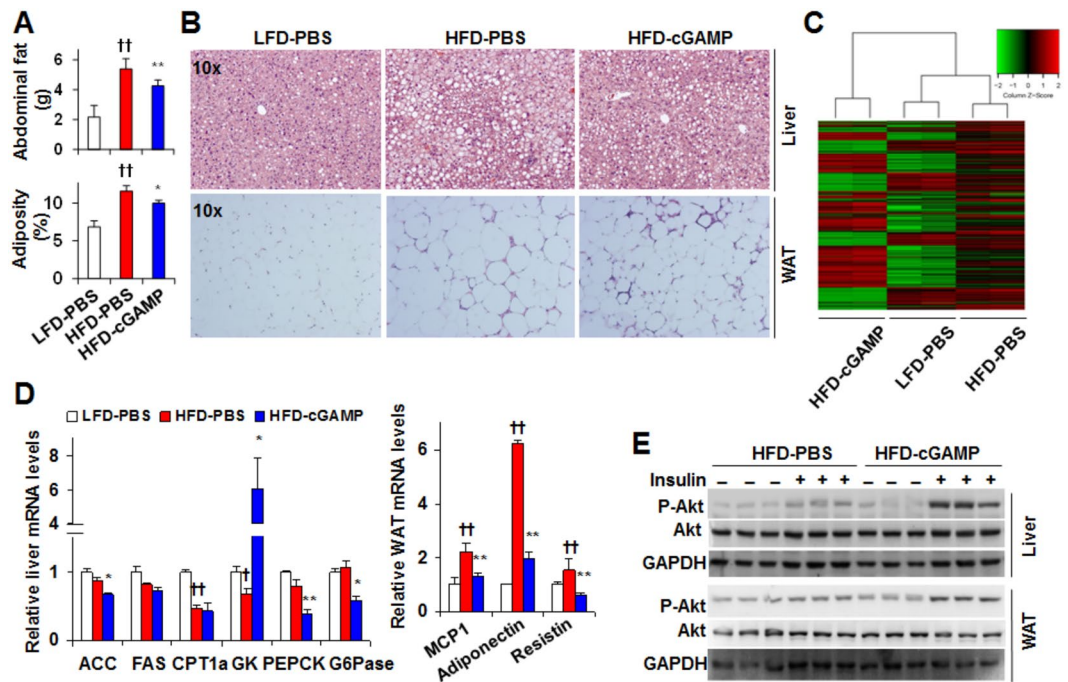 A
Abdominal fat
(g)
6
4
2
0
††
**
Adiposity
(%)
10
5
0
††
*
LFD-PBS
HFD-PBS
HFD-cGAMP
B
LFD-PBS HFD-PBS HFD-cGAMP
10x
Liver
10x
WAT
C
−2 −1 0 1 2
Column Z-Score
HFD-cGAMP
LFD-PBS
HFD-PBS
D
LFD-PBS HFD-PBS HFD-cGAMP
Relative liver mRNA levels
8
6
4
1
0
*
*
††
†
**
*
ACC FAS CPT1a GK PEPCK G6Pase
Relative WAT mRNA levels
6
4
2
0
††
**
††
**
††
**
MCP1
Adiponectin
Resistin
E
HFD-PBS HFD-cGAMP
Insulin − − − + + + − − − + + +
P-Akt
Akt
GAPDH
Liver
P-Akt
Akt
GAPDH
WAT